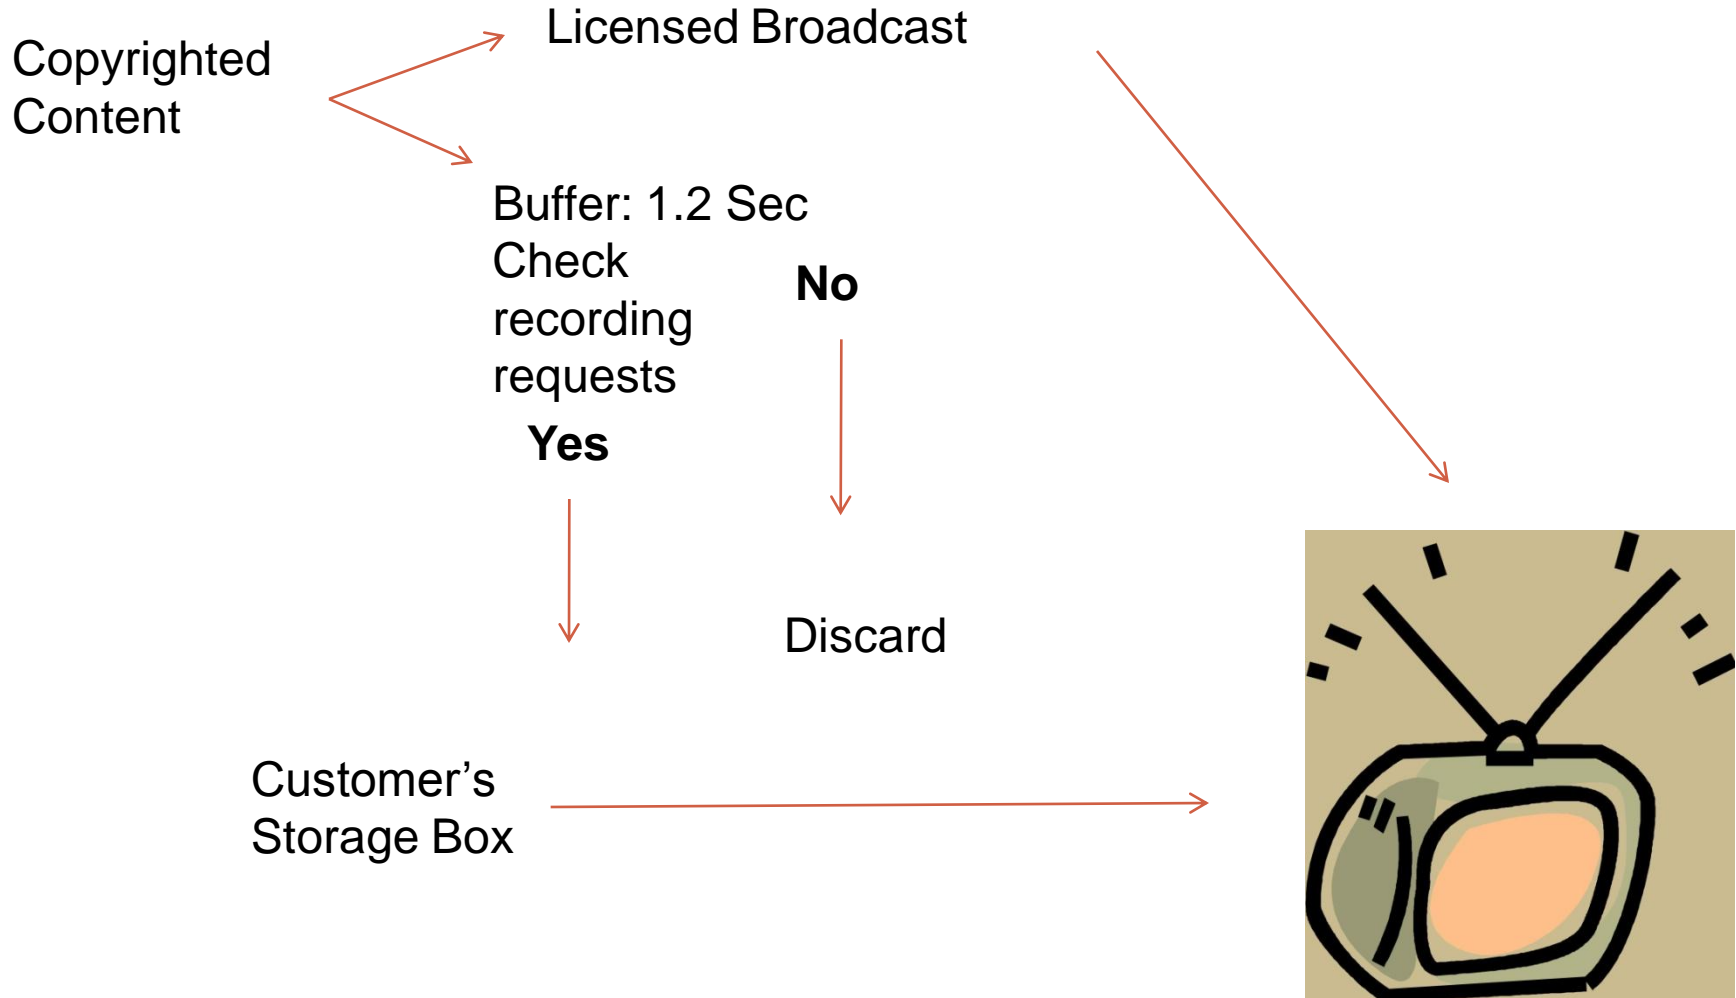 Licensed Broadcast
Copyrighted
Content
Buffer: 1.2 Sec
Check
recording
requests
No
Yes
Discard
Customer’s
Storage Box